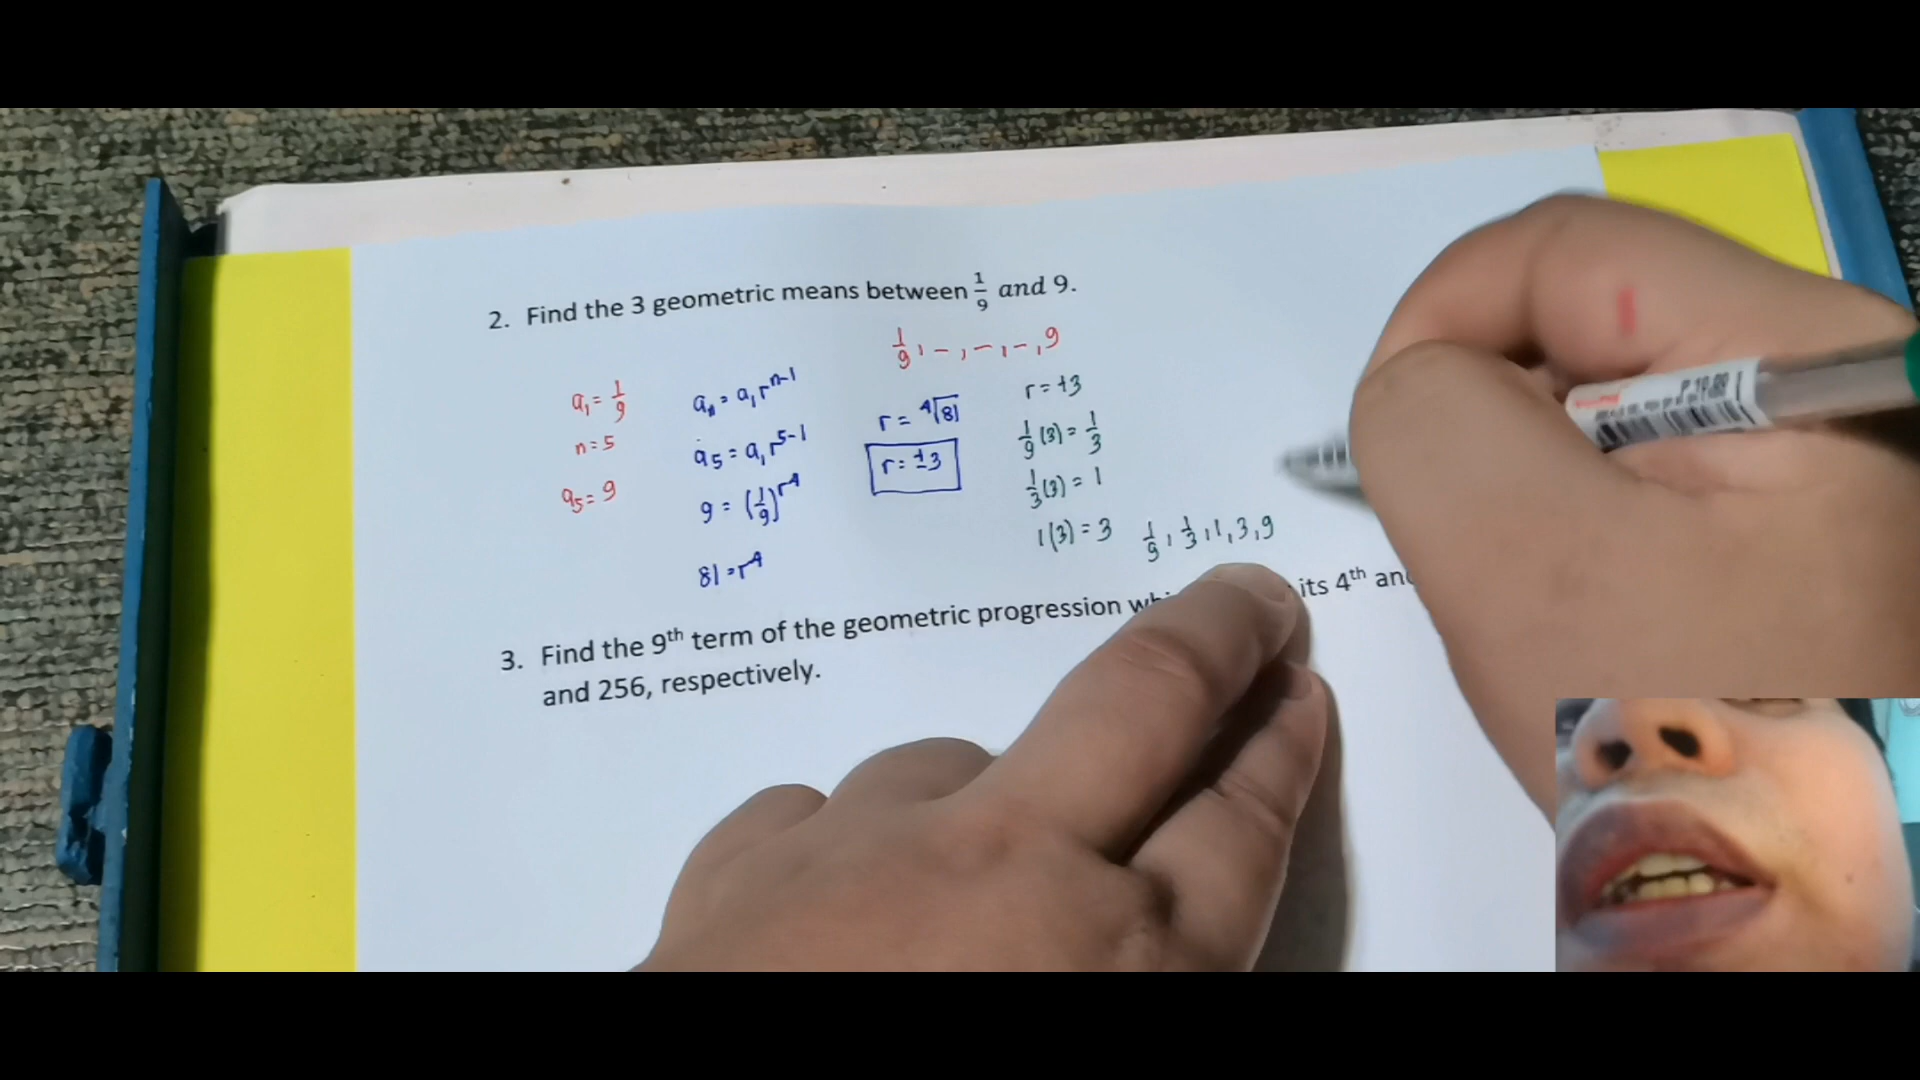 2. Find the 3 geometric means between 1/9 and 9.
1/9, _, _, _, 9
a₁ = 1/9
n = 5
a₅ = 9
aₙ = a₁rⁿ⁻¹
a₅ = a₁r⁵⁻¹
9 = (1/9)r⁴
81 = r⁴
r = ⁴√81
r = ±3
r = +3
1/9(3) = 1/3
1/3(3) = 1
1(3) = 3
1/9, 1/3, 1, 3, 9
3. Find the 9th term of the geometric progression its 4th and
and 256, respectively.